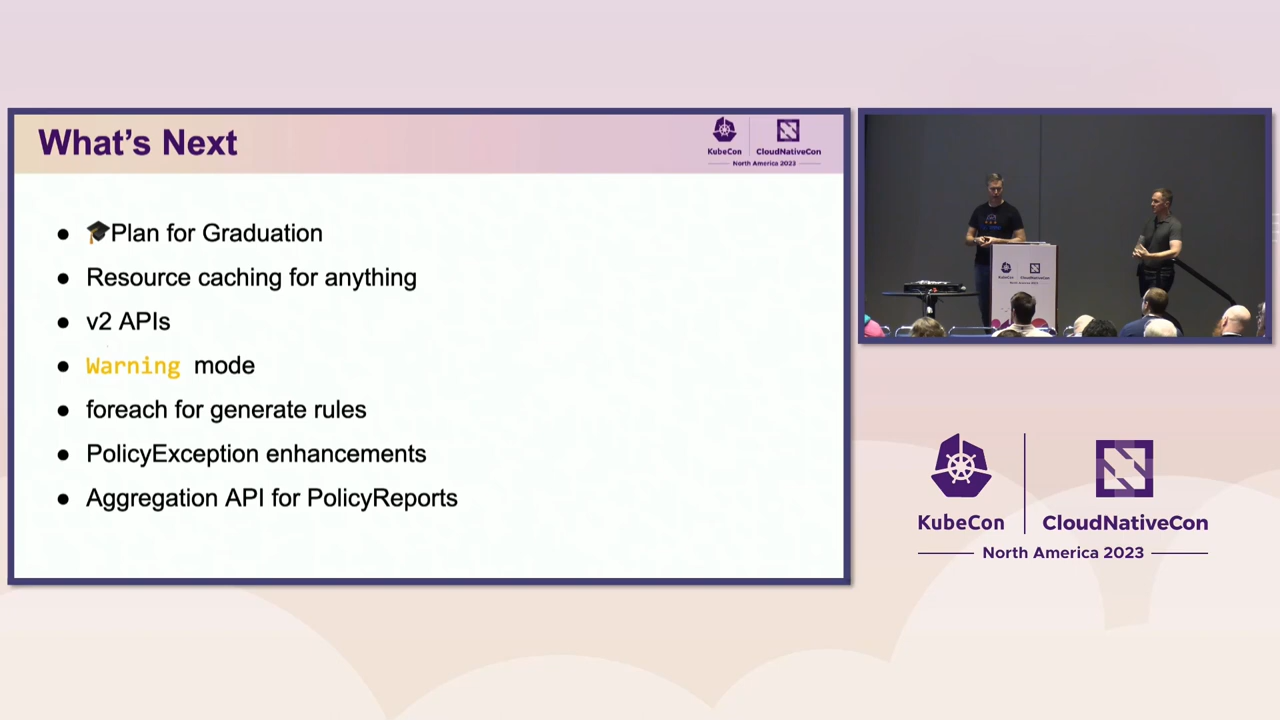 What's Next
KubeCon
CloudNativeCon
North America 2023
🎓Plan for Graduation
Resource caching for anything
v2 APIs
Warning mode
foreach for generate rules
PolicyException enhancements
Aggregation API for PolicyReports
KubeCon
CloudNativeCon
North America 2023